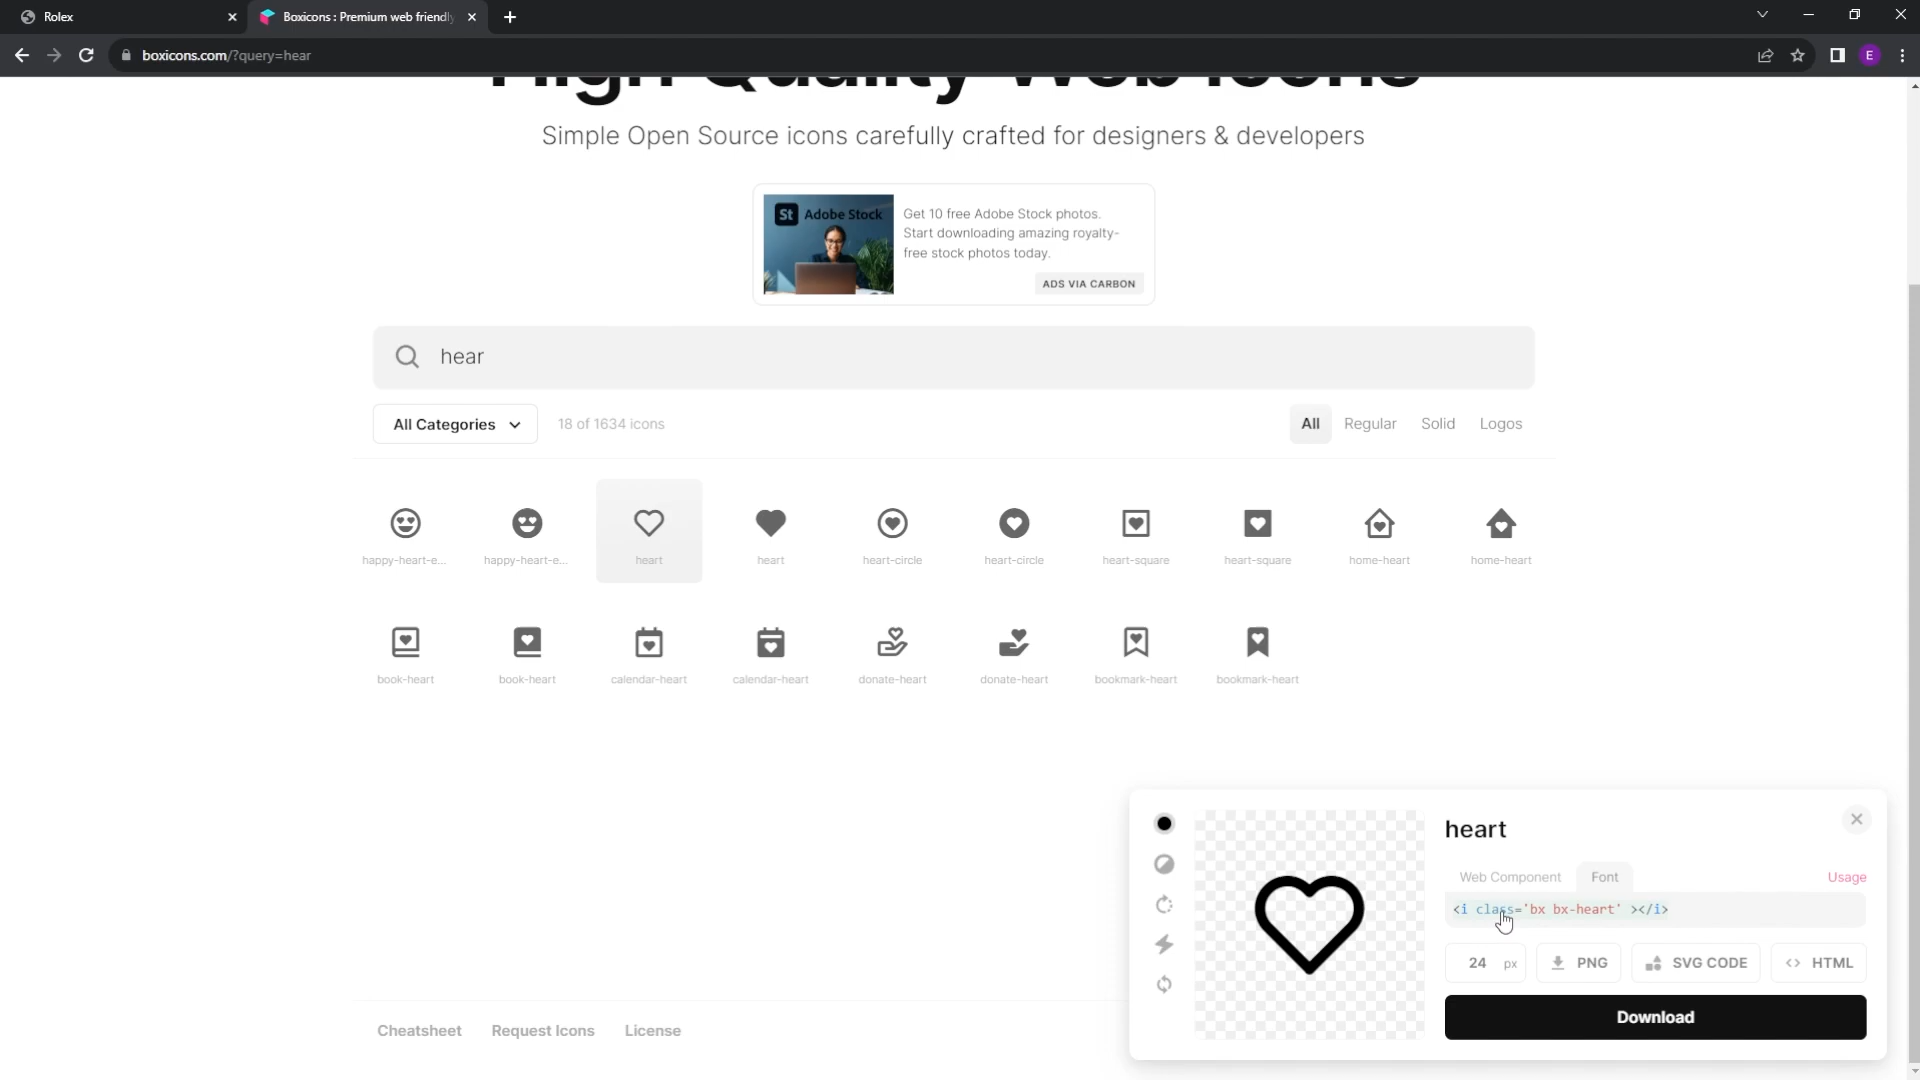 Rolex
Boxicons : Premium web friendly
E
boxicons.com/?query=hear
High Quality Web Icons
Simple Open Source icons carefully crafted for designers & developers
St Adobe Stock
Get 10 free Adobe Stock photos.
Start downloading amazing royalty-
free stock photos today.
ADS VIA CARBON
hear
All Categories
18 of 1634 icons
All
Regular
Solid
Logos
happy-heart-e...
happy-heart-e...
heart
heart
heart-circle
heart-circle
heart-square
heart-square
home-heart
home-heart
book-heart
book-heart
calendar-heart
calendar-heart
donate-heart
donate-heart
bookmark-heart
bookmark-heart
heart
Web Component
Font
Usage
<i class='bx bx-heart' ></i>
24 px
PNG
SVG CODE
<> HTML
Download
Cheatsheet
Request Icons
License